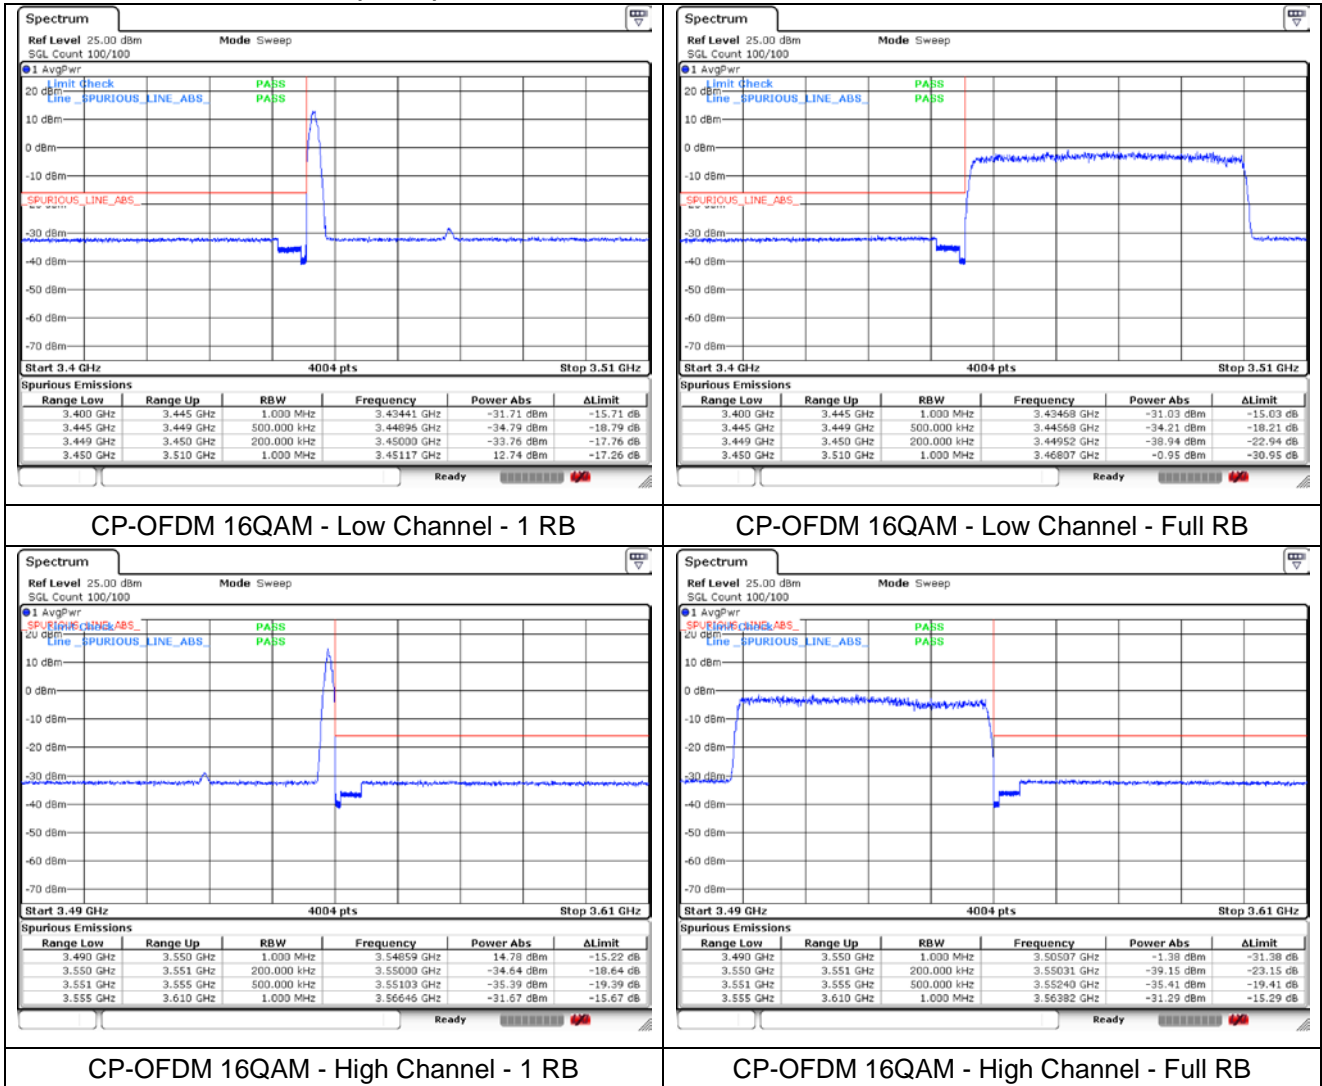 Spectrum
Ref Level 25.00 dBm Mode Sweep
SGL Count 100/100
1 AvgPwr
Limit Check PASS
Line _SPURIOUS_LINE_ABS_ PASS
20 dBm
10 dBm
0 dBm
-10 dBm
_SPURIOUS_LINE_ABS_
-20 dBm
-30 dBm
-40 dBm
-50 dBm
-60 dBm
-70 dBm
Start 3.4 GHz 4004 pts Stop 3.51 GHz
Spurious Emissions
Range Low Range Up RBW Frequency Power Abs ΔLimit
3.400 GHz 3.445 GHz 1.000 MHz 3.43441 GHz -31.71 dBm -15.71 dB
3.445 GHz 3.449 GHz 500.000 kHz 3.44896 GHz -34.79 dBm -18.79 dB
3.449 GHz 3.450 GHz 200.000 kHz 3.45000 GHz -33.76 dBm -17.76 dB
3.450 GHz 3.510 GHz 1.000 MHz 3.45117 GHz 12.74 dBm -17.26 dB
Ready
CP-OFDM 16QAM - Low Channel - 1 RB
Spectrum
Ref Level 25.00 dBm Mode Sweep
SGL Count 100/100
1 AvgPwr
Limit Check PASS
Line _SPURIOUS_LINE_ABS_ PASS
20 dBm
10 dBm
0 dBm
-10 dBm
_SPURIOUS_LINE_ABS_
-20 dBm
-30 dBm
-40 dBm
-50 dBm
-60 dBm
-70 dBm
Start 3.4 GHz 4004 pts Stop 3.51 GHz
Spurious Emissions
Range Low Range Up RBW Frequency Power Abs ΔLimit
3.400 GHz 3.445 GHz 1.000 MHz 3.43468 GHz -31.03 dBm -15.03 dB
3.445 GHz 3.449 GHz 500.000 kHz 3.44568 GHz -34.21 dBm -18.21 dB
3.449 GHz 3.450 GHz 200.000 kHz 3.44952 GHz -38.94 dBm -22.94 dB
3.450 GHz 3.510 GHz 1.000 MHz 3.46807 GHz -0.95 dBm -30.95 dB
Ready
CP-OFDM 16QAM - Low Channel - Full RB
Spectrum
Ref Level 25.00 dBm Mode Sweep
SGL Count 100/100
1 AvgPwr
_SPURIOUS_LINE_ABS_
Limit Check PASS
Line _SPURIOUS_LINE_ABS_ PASS
20 dBm
10 dBm
0 dBm
-10 dBm
-20 dBm
-30 dBm
-40 dBm
-50 dBm
-60 dBm
-70 dBm
Start 3.49 GHz 4004 pts Stop 3.61 GHz
Spurious Emissions
Range Low Range Up RBW Frequency Power Abs ΔLimit
3.490 GHz 3.550 GHz 1.000 MHz 3.54859 GHz 14.78 dBm -15.22 dB
3.550 GHz 3.551 GHz 200.000 kHz 3.55000 GHz -34.64 dBm -18.64 dB
3.551 GHz 3.555 GHz 500.000 kHz 3.55103 GHz -35.39 dBm -19.39 dB
3.555 GHz 3.610 GHz 1.000 MHz 3.56646 GHz -31.67 dBm -15.67 dB
Ready
CP-OFDM 16QAM - High Channel - 1 RB
Spectrum
Ref Level 25.00 dBm Mode Sweep
SGL Count 100/100
1 AvgPwr
_SPURIOUS_LINE_ABS_
Limit Check PASS
Line _SPURIOUS_LINE_ABS_ PASS
20 dBm
10 dBm
0 dBm
-10 dBm
-20 dBm
-30 dBm
-40 dBm
-50 dBm
-60 dBm
-70 dBm
Start 3.49 GHz 4004 pts Stop 3.61 GHz
Spurious Emissions
Range Low Range Up RBW Frequency Power Abs ΔLimit
3.490 GHz 3.550 GHz 1.000 MHz 3.50507 GHz -1.38 dBm -31.38 dB
3.550 GHz 3.551 GHz 200.000 kHz 3.55031 GHz -39.15 dBm -23.15 dB
3.551 GHz 3.555 GHz 500.000 kHz 3.55240 GHz -35.41 dBm -19.41 dB
3.555 GHz 3.610 GHz 1.000 MHz 3.56382 GHz -31.29 dBm -15.29 dB
Ready
CP-OFDM 16QAM - High Channel - Full RB